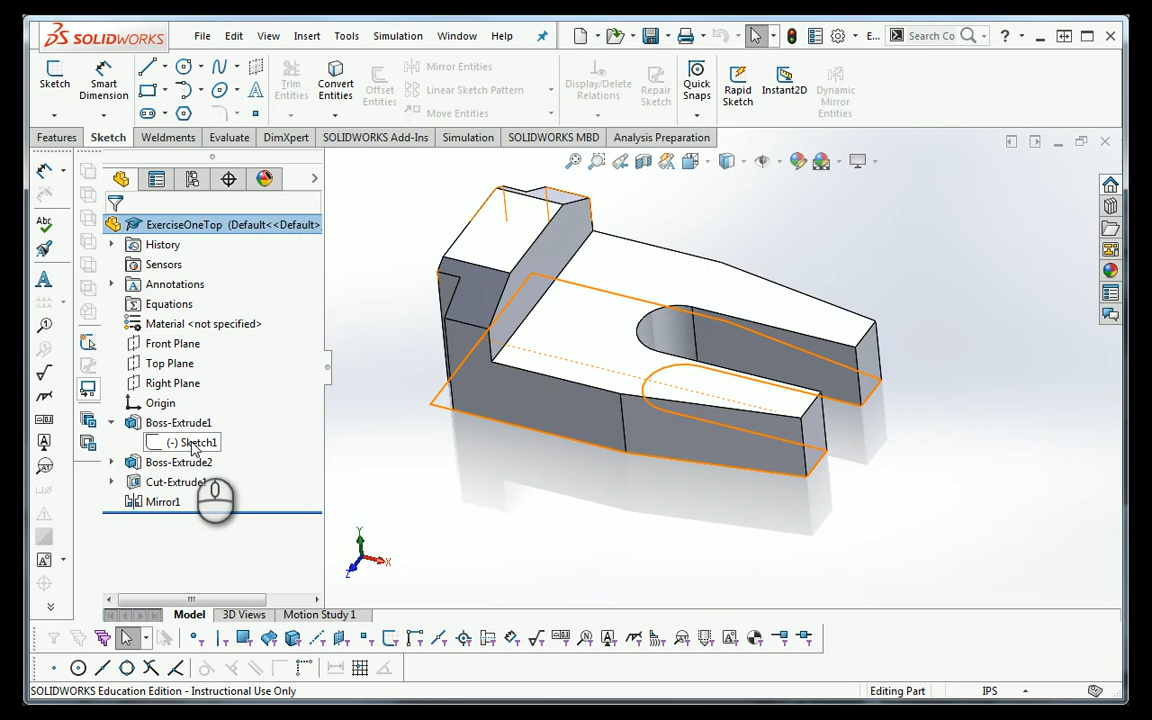 SOLIDWORKS File Edit View Insert Tools Simulation Window Help E... Search Co ?
Sketch Smart Dimension Trim Entities Convert Entities Offset Entities Mirror Entities Linear Sketch Pattern Move Entities Display/Delete Relations Repair Sketch Quick Snaps Rapid Sketch Instant2D Dynamic Mirror Entities
Features Sketch Weldments Evaluate DimXpert SOLIDWORKS Add-Ins Simulation SOLIDWORKS MBD Analysis Preparation
ExerciseOneTop (Default<<Default>
History
Sensors
Annotations
Equations
Material <not specified>
Front Plane
Top Plane
Right Plane
Origin
Boss-Extrude1
(-) Sketch1
Boss-Extrude2
Cut-Extrude1
Mirror1
Y
X
Z
Model 3D Views Motion Study 1
SOLIDWORKS Education Edition - Instructional Use Only Editing Part IPS